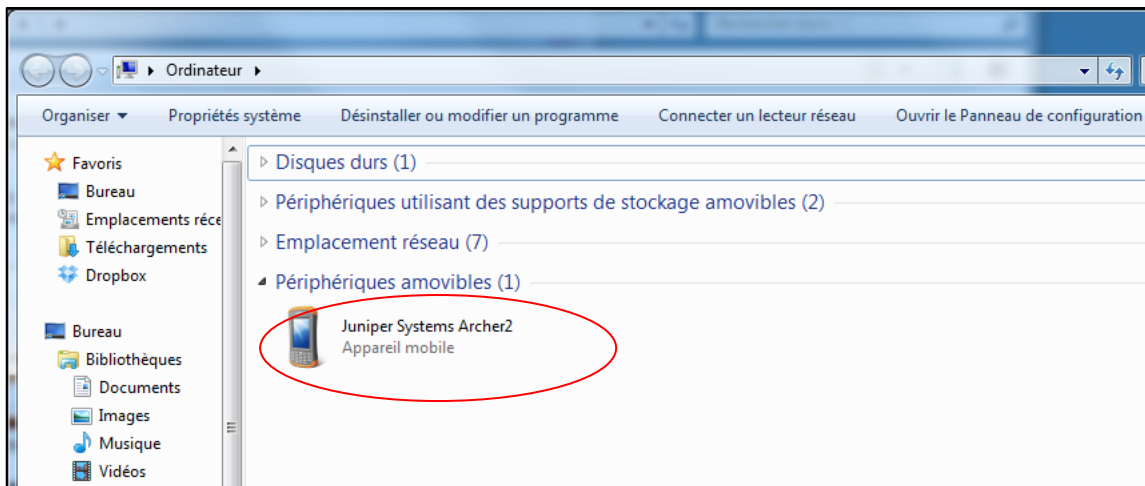 Ordinateur
Organiser
Propriétés système
Désinstaller ou modifier un programme
Connecter un lecteur réseau
Ouvrir le Panneau de configuration
Favoris
Bureau
Emplacements réce
Téléchargements
Dropbox
Bureau
Bibliothèques
Documents
Images
Musique
Vidéos
Disques durs (1)
Périphériques utilisant des supports de stockage amovibles (2)
Emplacement réseau (7)
Périphériques amovibles (1)
Juniper Systems Archer2
Appareil mobile